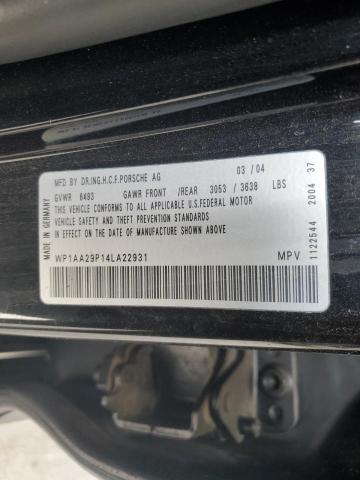 MFD BY DR.ING.H.C.F.PORSCHE AG 03 / 04
GVWR 6493 GAWR FRONT /REAR 3053 / 3638 LBS
THIS VEHICLE CONFORMS TO ALL APPLICABLE U.S.FEDERAL MOTOR
VEHICLE SAFETY AND THEFT PREVENTION STANDARDS
IN EFFECT ON THE DATE OF MANUFACTURE SHOWN ABOVE
WP1AA29P14LA22931 MPV
MADE IN GERMANY
1122544 2004 37